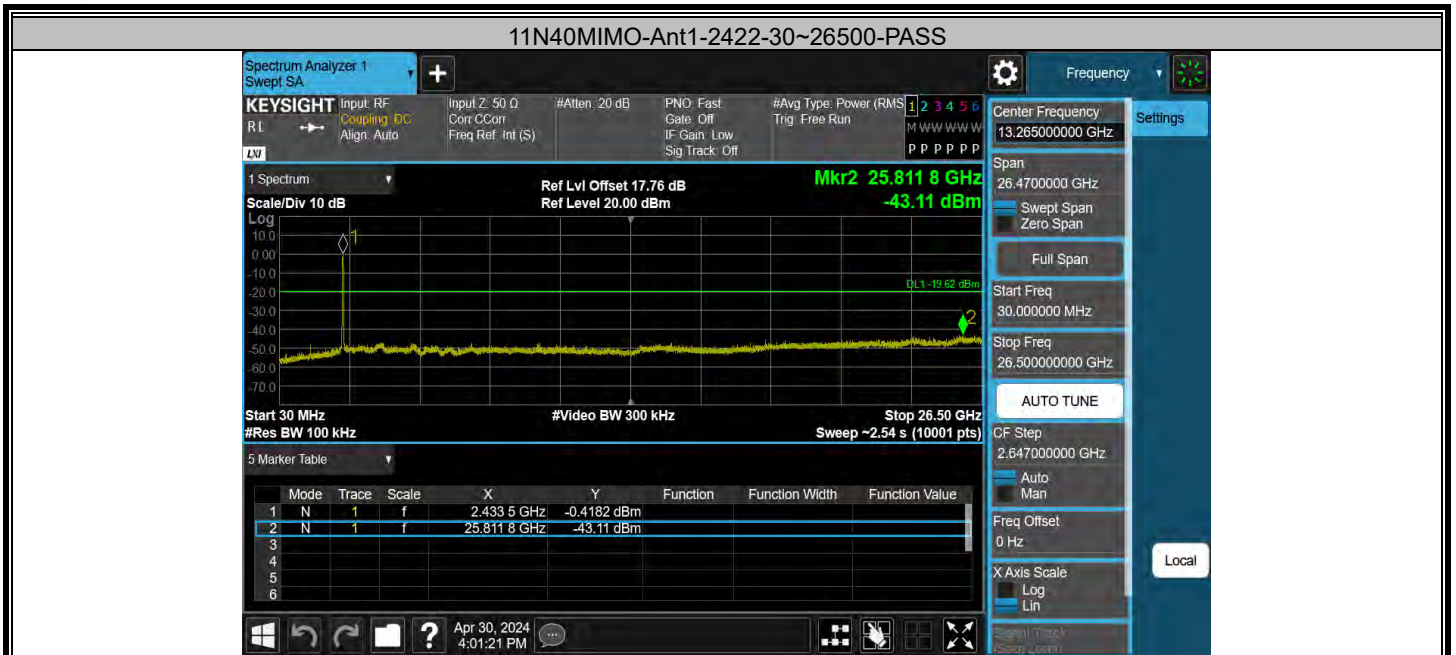 11N40MIMO-Ant1-2422-30~26500-PASS
Spectrum Analyzer 1
Swept SA
+
Frequency
KEYSIGHT
RL
LXI
Input: RF
Coupling: DC
Align: Auto
Input Z: 50 Ω
Corr CCorr
Freq Ref: Int (S)
#Atten: 20 dB
PNO: Fast
Gate: Off
IF Gain: Low
Sig Track: Off
#Avg Type: Power (RMS
Trig: Free Run
1 2 3 4 5 6
M W W W W W
P P P P P P
1 Spectrum
Scale/Div 10 dB
Ref Lvl Offset 17.76 dB
Ref Level 20.00 dBm
Mkr2 25.811 8 GHz
-43.11 dBm
Log
10.0
0.00
-10.0
-20.0
-30.0
-40.0
-50.0
-60.0
-70.0
1
DL1 -19.62 dBm
2
Start 30 MHz
#Res BW 100 kHz
#Video BW 300 kHz
Stop 26.50 GHz
Sweep ~2.54 s (10001 pts)
5 Marker Table
Mode Trace Scale X Y Function Function Width Function Value
1 N 1 f 2.433 5 GHz -0.4182 dBm
2 N 1 f 25.811 8 GHz -43.11 dBm
3
4
5
6
Center Frequency
13.265000000 GHz
Settings
Span
26.4700000 GHz
Swept Span
Zero Span
Full Span
Start Freq
30.000000 MHz
Stop Freq
26.500000000 GHz
AUTO TUNE
CF Step
2.647000000 GHz
Auto
Man
Freq Offset
0 Hz
X Axis Scale
Log
Lin
Signal Track
(Span Zoom)
Local
?
Apr 30, 2024
4:01:21 PM